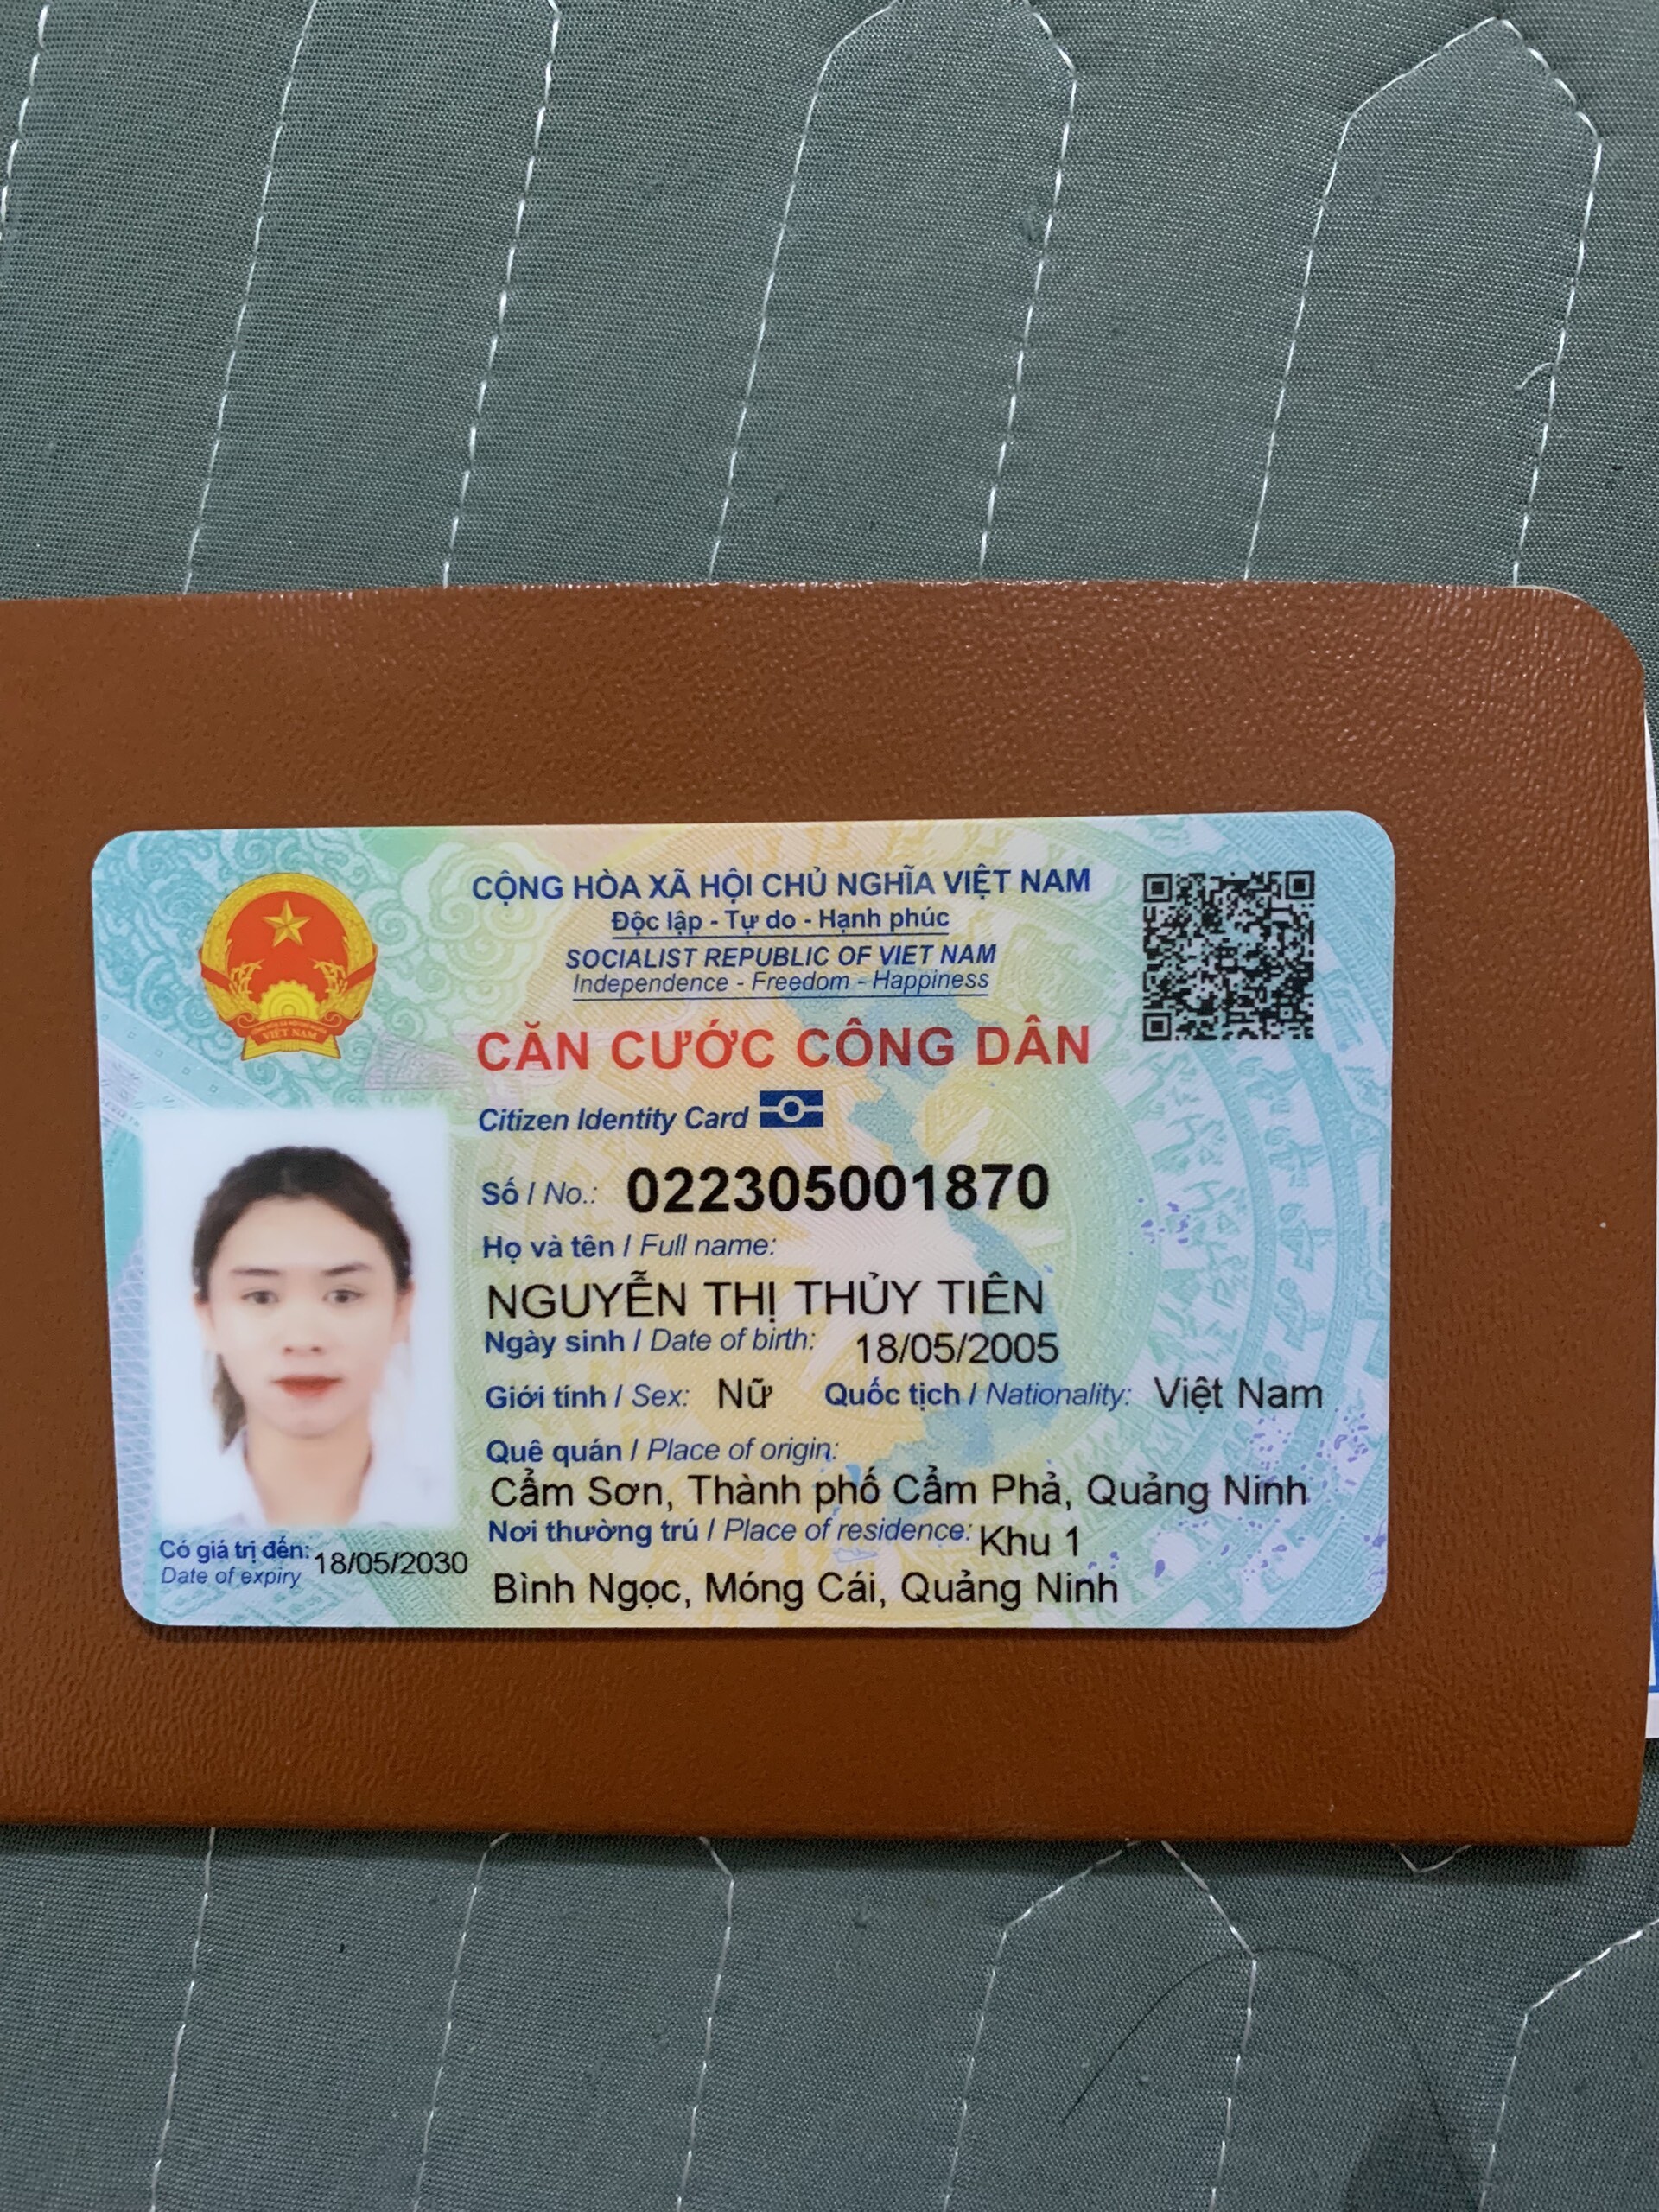 CỘNG HÒA XÃ HỘI CHỦ NGHĨA VIỆT NAM
Độc lập - Tự do - Hạnh phúc
SOCIALIST REPUBLIC OF VIET NAM
Independence - Freedom - Happiness
CĂN CƯỚC CÔNG DÂN
Citizen Identity Card
Số / No.: 022305001870
Họ và tên / Full name:
NGUYỄN THỊ THỦY TIÊN
Ngày sinh / Date of birth: 18/05/2005
Giới tính / Sex: Nữ Quốc tịch / Nationality: Việt Nam
Quê quán / Place of origin:
Cẩm Sơn, Thành phố Cẩm Phả, Quảng Ninh
Nơi thường trú / Place of residence: Khu 1
Bình Ngọc, Móng Cái, Quảng Ninh
Có giá trị đến: 18/05/2030
Date of expiry
VIỆT NAM